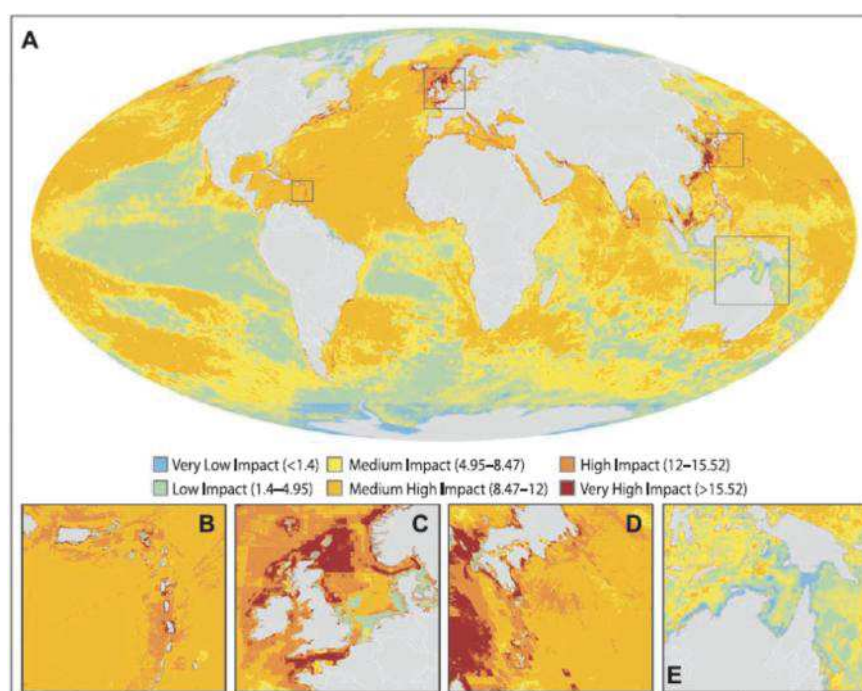 A
Very Low Impact (<1.4)
Medium Impact (4.95–8.47)
High Impact (12–15.52)
Low Impact (1.4–4.95)
Medium High Impact (8.47–12)
Very High Impact (>15.52)
B
C
D
E